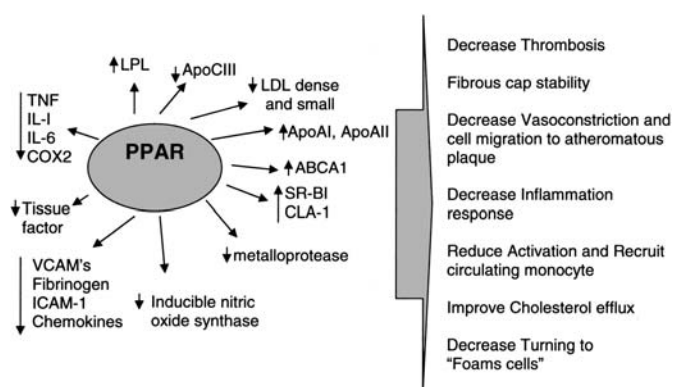 ↑LPL
↓ApoCIII
↓LDL dense
and small
↑ApoAI, ApoAII
↑ABCA1
↑SR-BI
CLA-1
↓metalloprotease
↓Inducible nitric
oxide synthase
↓VCAM's
Fibrinogen
ICAM-1
Chemokines
↓Tissue
factor
↓TNF
IL-I
IL-6
COX2
PPAR
Decrease Thrombosis
Fibrous cap stability
Decrease Vasoconstriction and
cell migration to atheromatous
plaque
Decrease Inflammation
response
Reduce Activation and Recruit
circulating monocyte
Improve Cholesterol efflux
Decrease Turning to
“Foams cells”